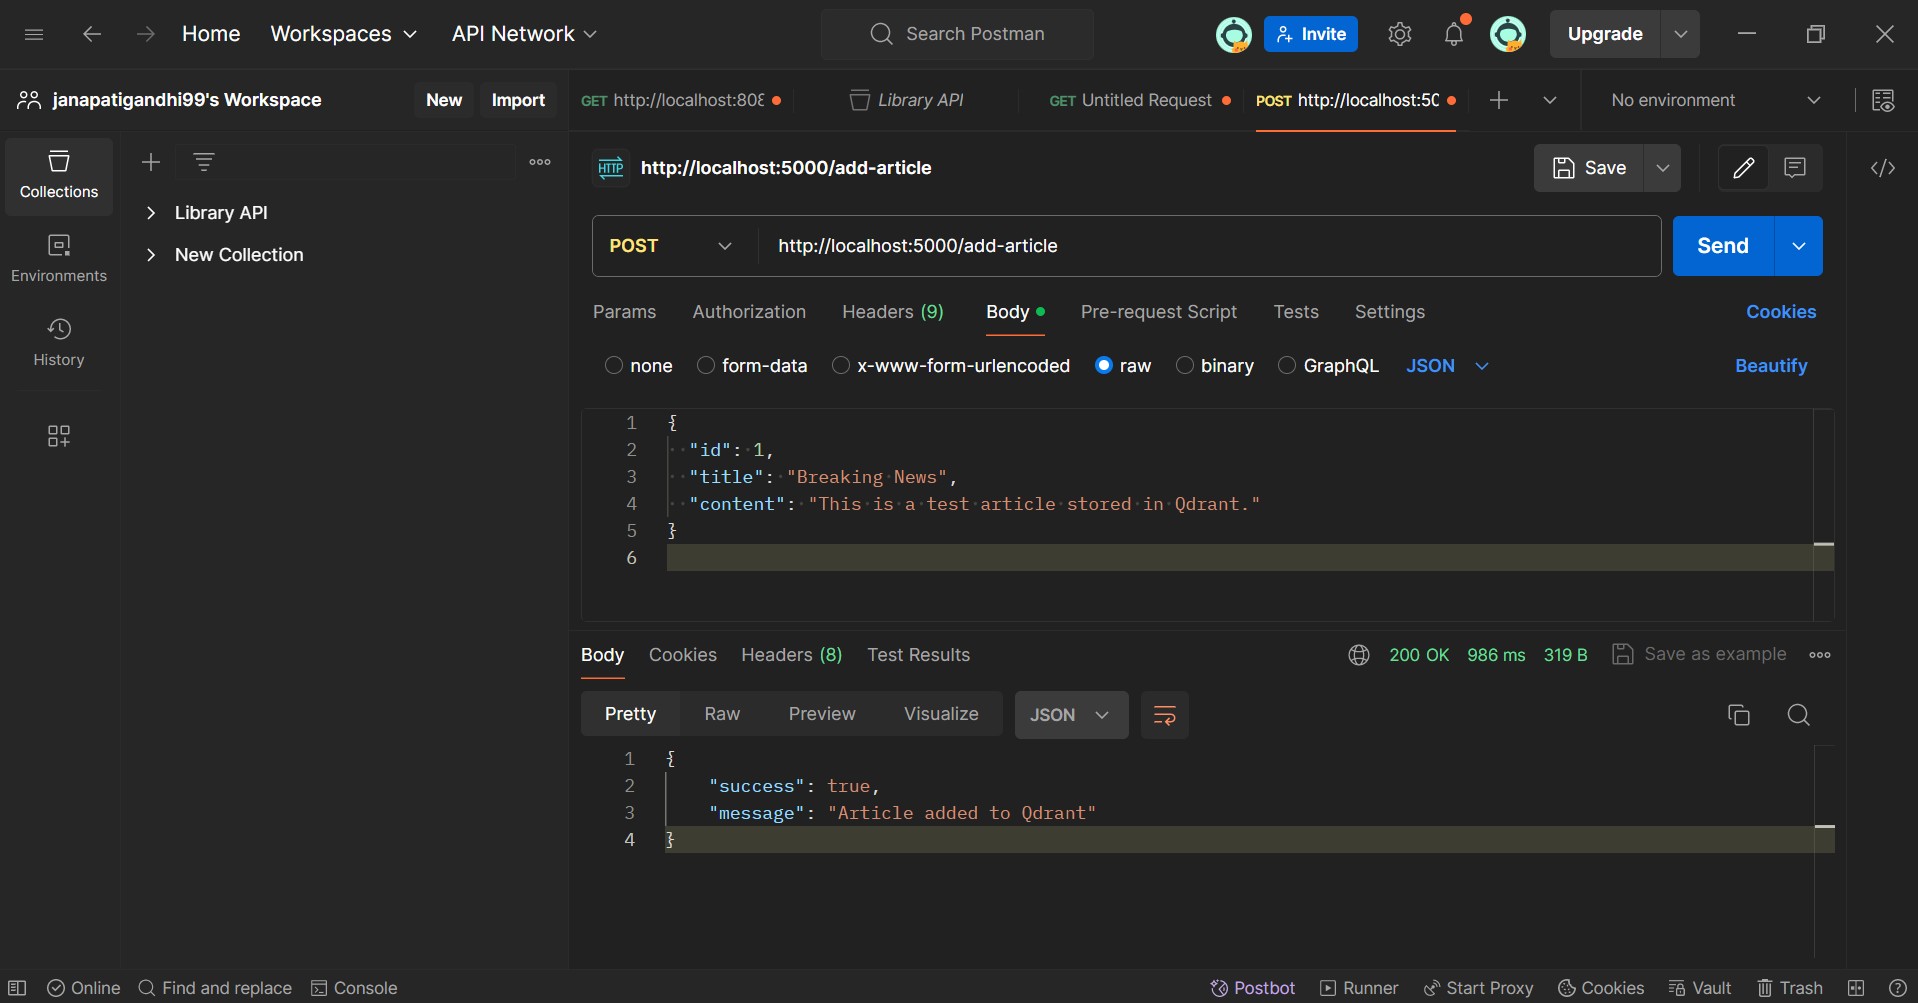 Home Workspaces API Network Search Postman Invite Upgrade
janapatigandhi99's Workspace New Import GET http://localhost:808 Library API GET Untitled Request POST http://localhost:50 No environment
Collections
Environments
History
Library API
New Collection
HTTP http://localhost:5000/add-article Save
POST http://localhost:5000/add-article Send
Params Authorization Headers (9) Body Pre-request Script Tests Settings Cookies
none form-data x-www-form-urlencoded raw binary GraphQL JSON Beautify
1 {
2 "id": 1,
3 "title": "Breaking News",
4 "content": "This is a test article stored in Qdrant."
5 }
6
Body Cookies Headers (8) Test Results 200 OK 986 ms 319 B Save as example
Pretty Raw Preview Visualize JSON
1 {
2 "success": true,
3 "message": "Article added to Qdrant"
4 }
Online Find and replace Console Postbot Runner Start Proxy Cookies Vault Trash